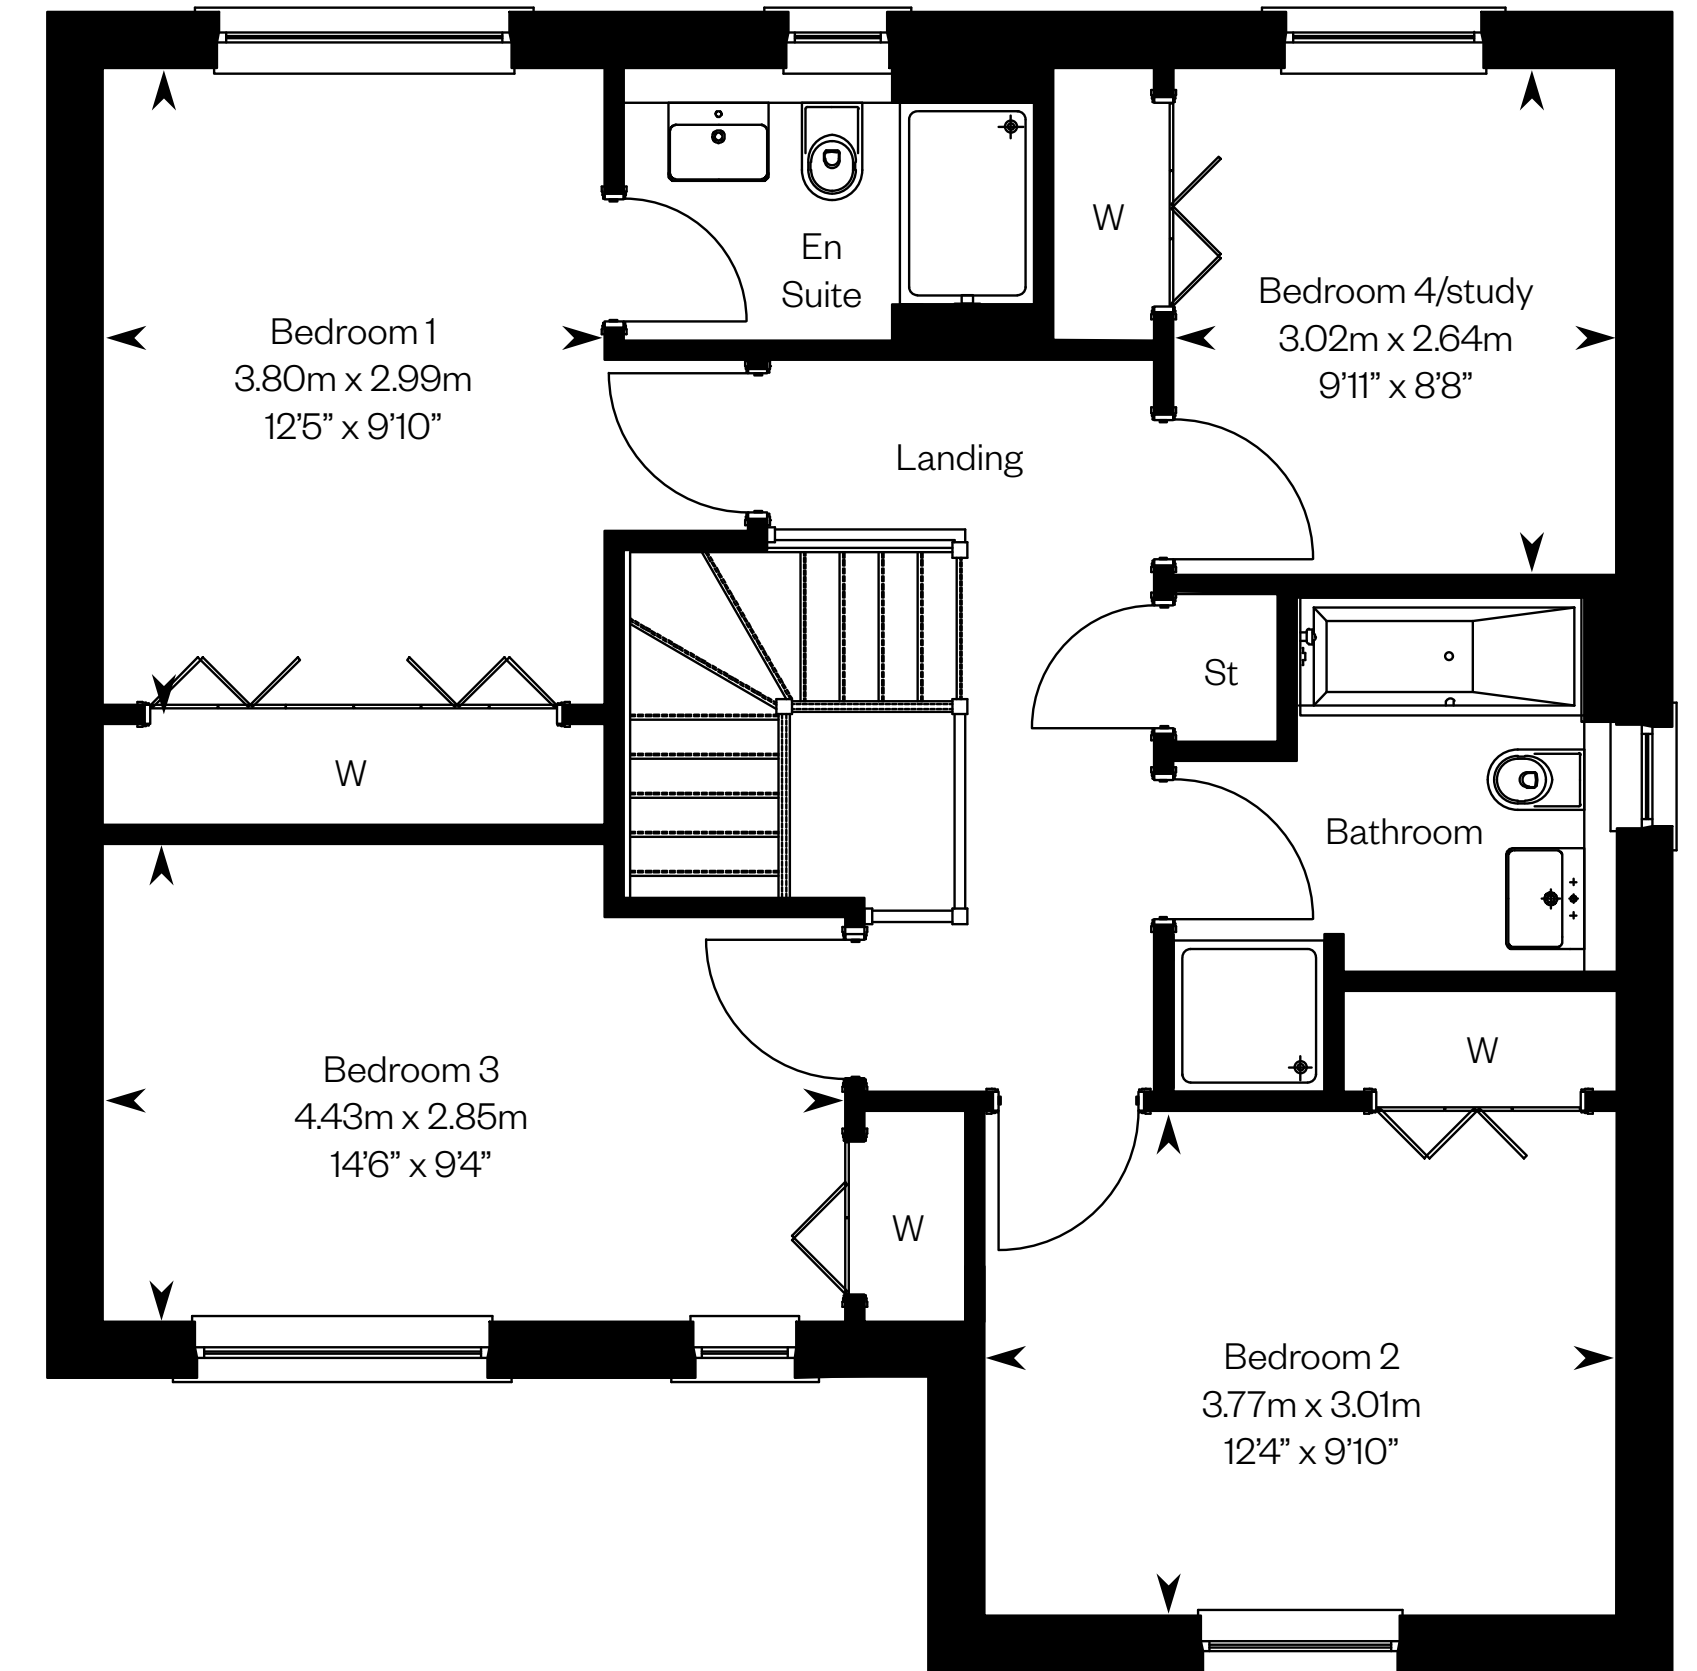 En
Suite
W
Bedroom 1
3.80m x 2.99m
12’5” x 9’10”
Bedroom 4/study
3.02m x 2.64m
9’11” x 8’8”
Landing
St
W
Bathroom
Bedroom 3
4.43m x 2.85m
14’6” x 9’4”
W
W
Bedroom 2
3.77m x 3.01m
12’4” x 9’10”